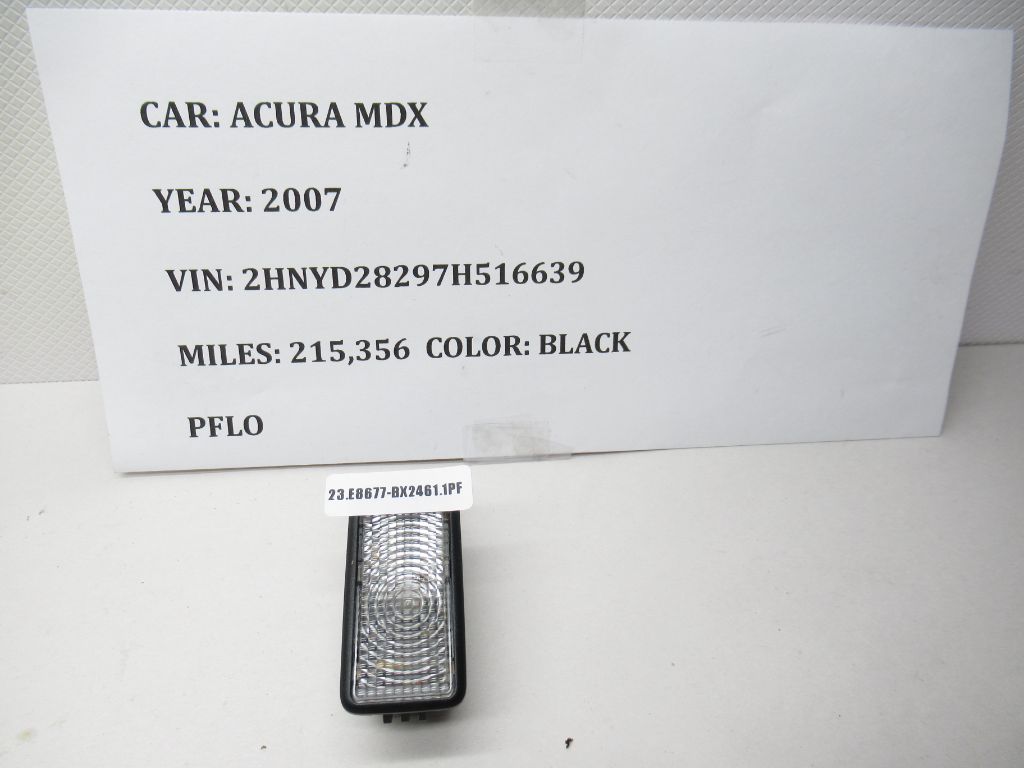 CAR: ACURA MDX
YEAR: 2007
VIN: 2HNYD28297H516639
MILES: 215,356 COLOR: BLACK
PFLO
23.E8677-BX2461.1PF